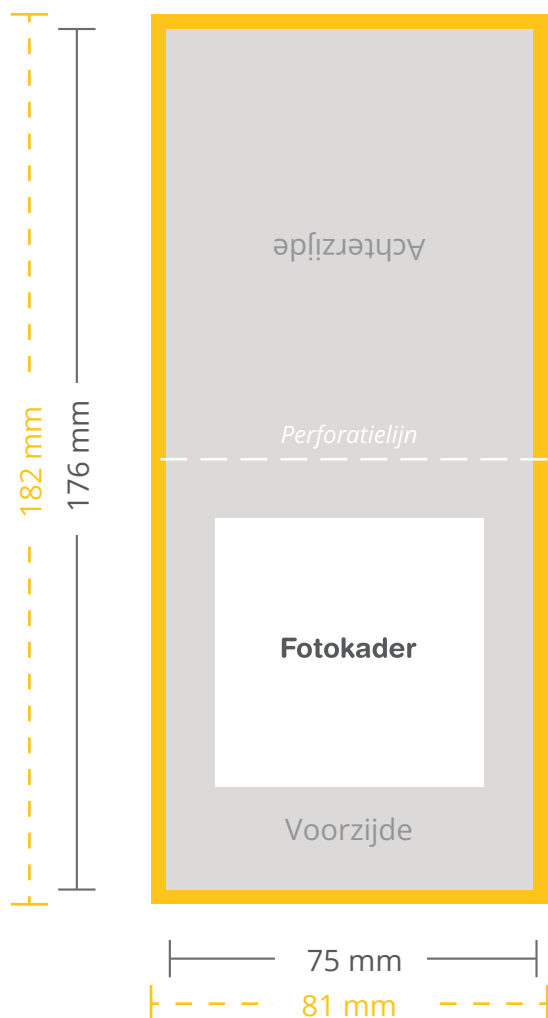 Achterzijde
Perforatielijn
182 mm
176 mm
Fotokader
Voorzijde
75 mm
81 mm